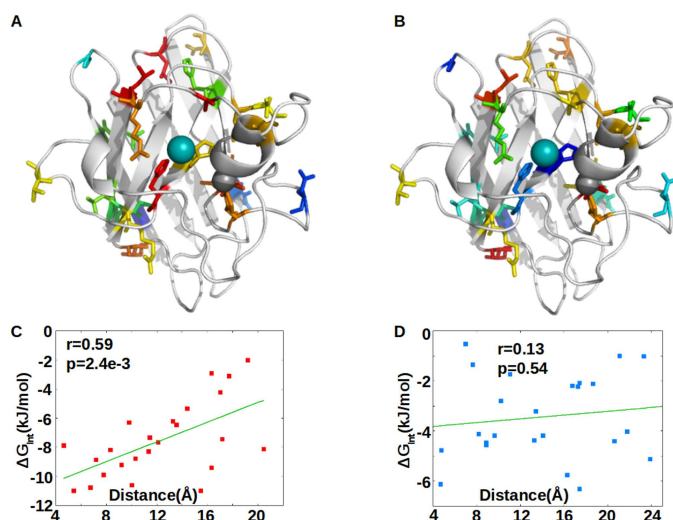 A
B
C
D
r=0.59
p=2.4e-3
ΔG_Int (kJ/mol)
0
-2
-4
-6
-8
-10
-12
Distance(Å)
4
8
12
16
20
r=0.13
p=0.54
ΔG_Int (kJ/mol)
0
-2
-4
-6
Distance(Å)
4
8
12
16
20
24